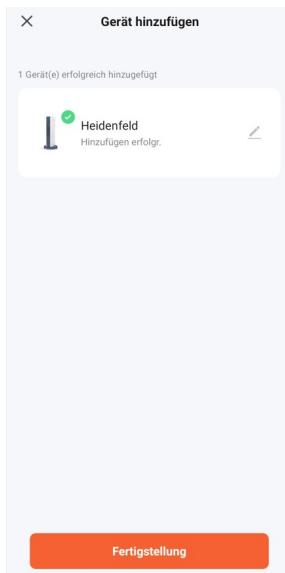 Gerät hinzufügen
1 Gerät(e) erfolgreich hinzugefügt
Heidenfeld
Hinzufügen erfolgr.
Fertigstellung